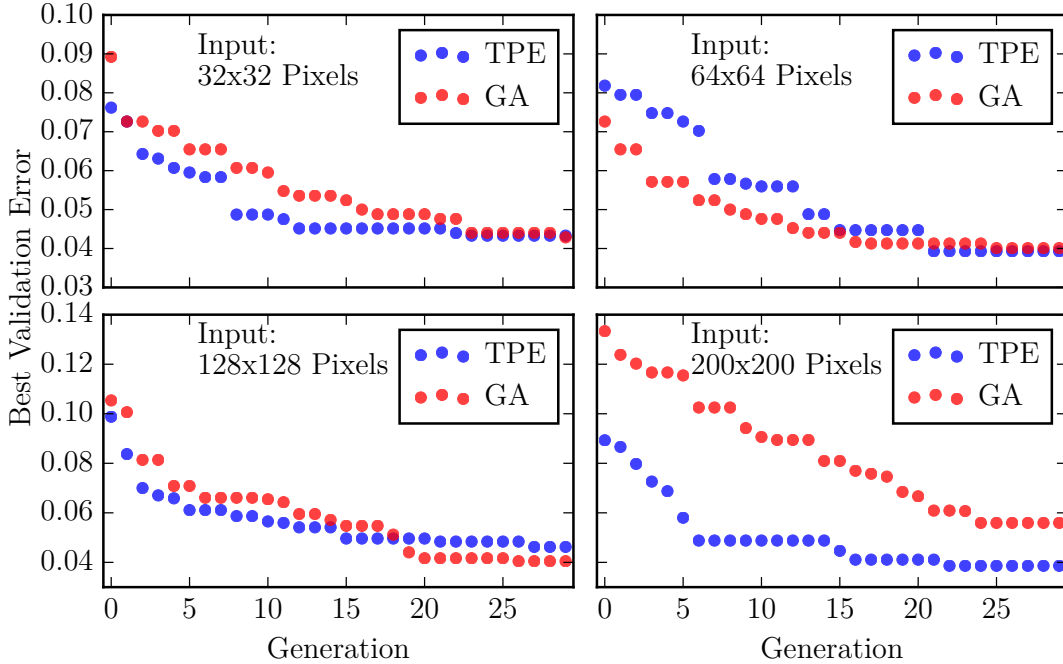 Best Validation Error
0.10
0.09
0.08
0.07
0.06
0.05
0.04
0.03
Input:
32x32 Pixels
TPE
GA
Input:
64x64 Pixels
TPE
GA
0.14
0.12
0.10
0.08
0.06
0.04
Input:
128x128 Pixels
TPE
GA
0 5 10 15 20 25
Generation
Input:
200x200 Pixels
TPE
GA
0 5 10 15 20 25
Generation